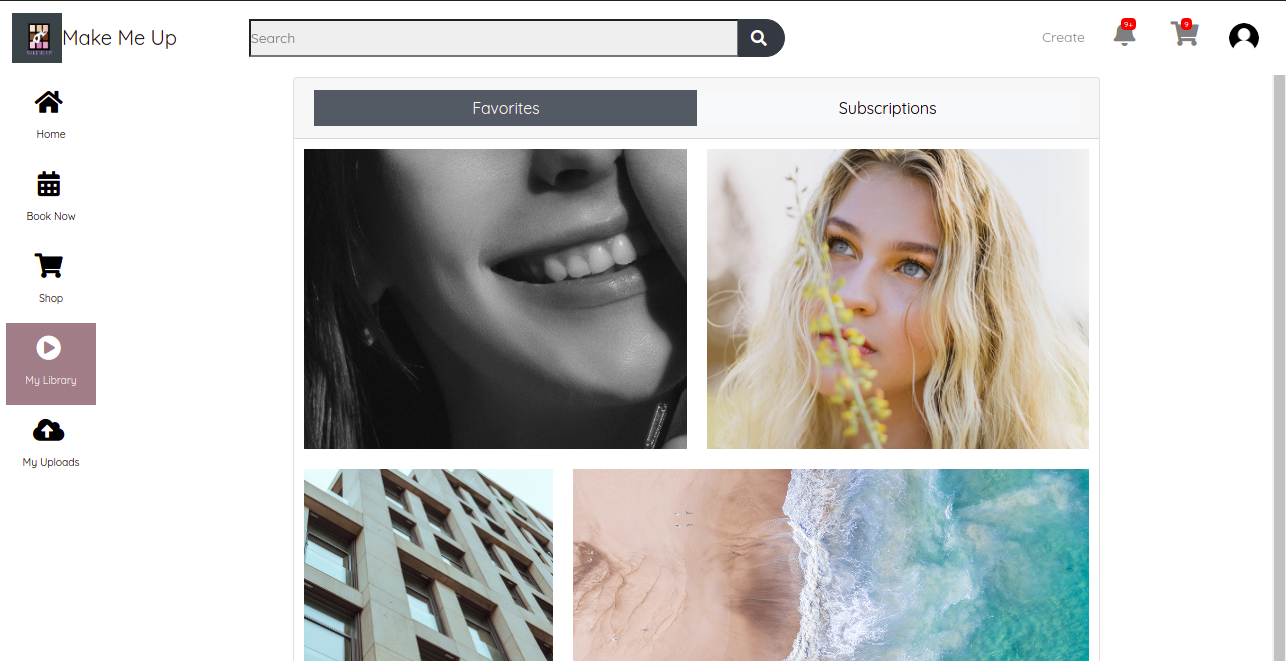 Make Me Up
Search
Create
9+
9
Home
Book Now
Shop
My Library
My Uploads
Favorites
Subscriptions